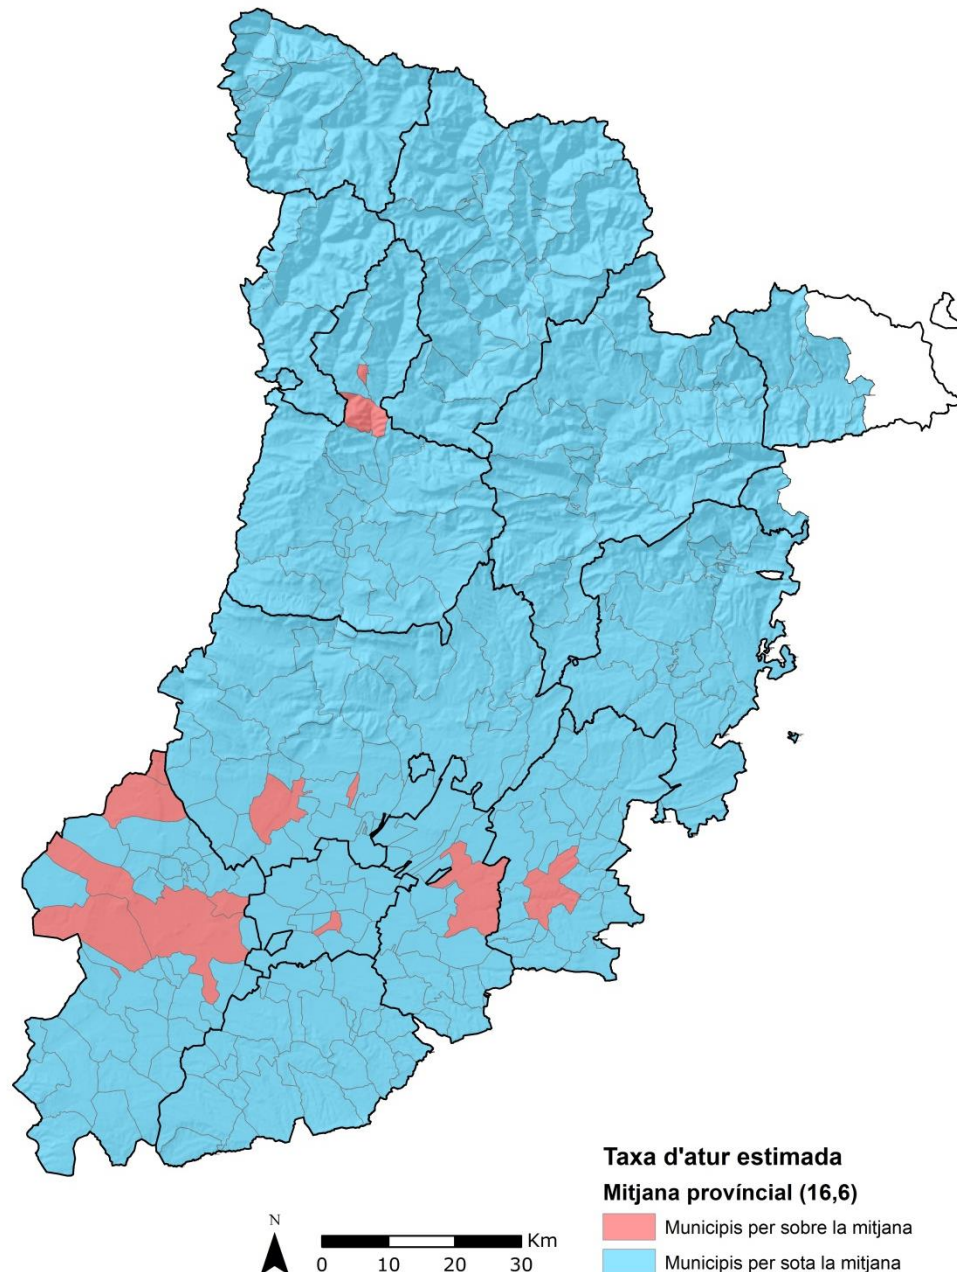 Taxa d'atur estimada
Mitjana províncial (16,6)
Municipis per sobre la mitjana
Municipis per sota la mitjana
N
Km
0 10 20 30